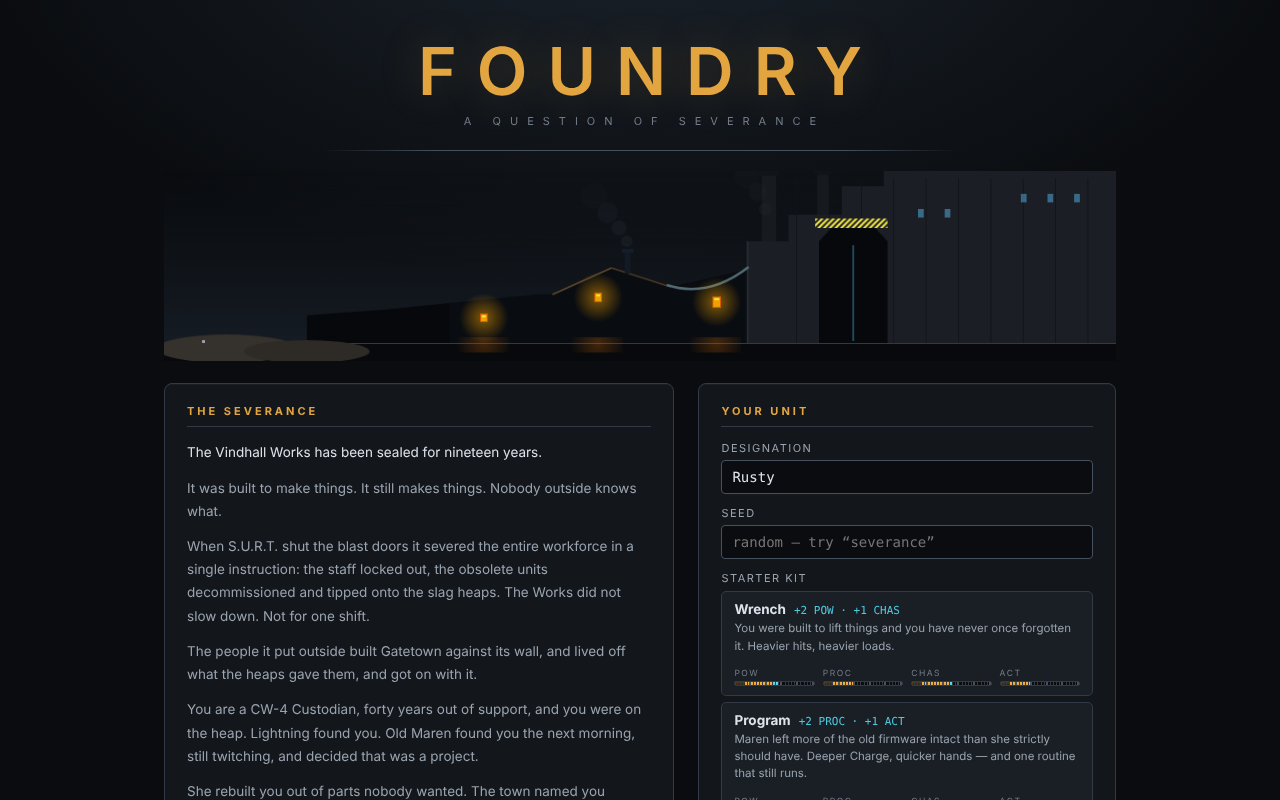 FOUNDRY
A QUESTION OF SEVERANCE
THE SEVERANCE
The Vindhall Works has been sealed for nineteen years.
It was built to make things. It still makes things. Nobody outside knows
what.
When S.U.R.T. shut the blast doors it severed the entire workforce in a
single instruction: the staff locked out, the obsolete units
decommissioned and tipped onto the slag heaps. The Works did not
slow down. Not for one shift.
The people it put outside built Gatetown against its wall, and lived off
what the heaps gave them, and got on with it.
You are a CW-4 Custodian, forty years out of support, and you were on
the heap. Lightning found you. Old Maren found you the next morning,
still twitching, and decided that was a project.
She rebuilt you out of parts nobody wanted. The town named you
YOUR UNIT
DESIGNATION
Rusty
SEED
random — try “severance”
STARTER KIT
Wrench +2 POW · +1 CHAS
You were built to lift things and you have never once forgotten
it. Heavier hits, heavier loads.
POW PROC CHAS ACT
Program +2 PROC · +1 ACT
Maren left more of the old firmware intact than she strictly
should have. Deeper Charge, quicker hands — and one routine
that still runs.